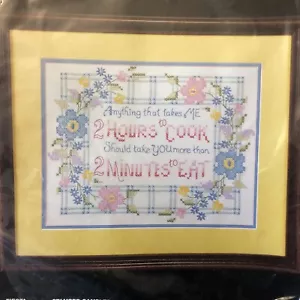 Anything that takes ME
2 HOURS to COOK
Should take YOU more than
2 MINUTES to EAT